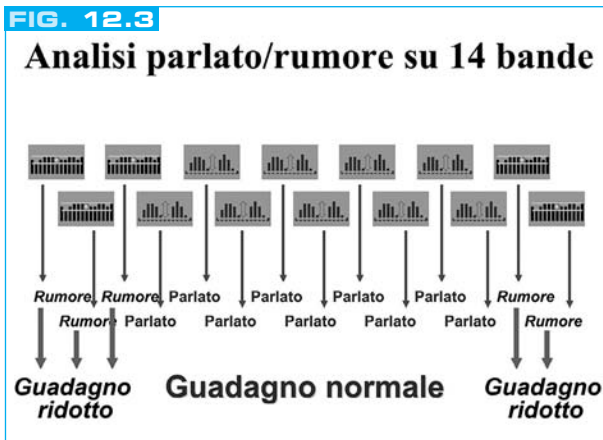 FIG. 12.3
Analisi parlato/rumore su 14 bande
Rumore Rumore Parlato Parlato Parlato Parlato Rumore
Rumore Parlato Parlato Parlato Parlato Parlato Rumore
Guadagno ridotto
Guadagno normale
Guadagno ridotto